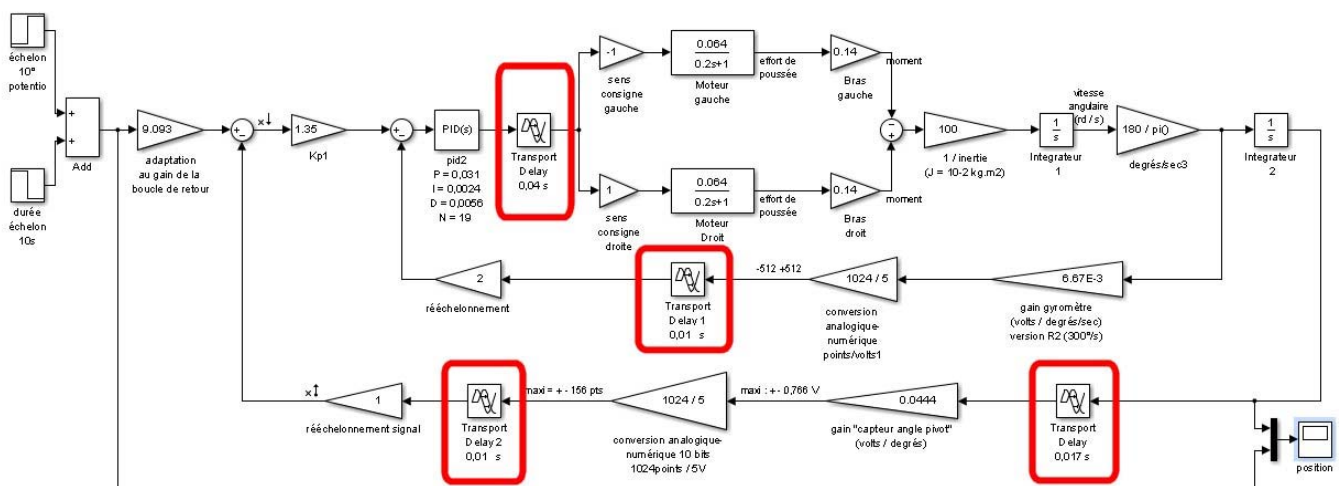 échelon
10°
potentio
durée
échelon
10s
+
+
Add
9.093
adaptation
au gain de la
boucle de retour
+
−
x↓
1.35
Kp1
+
−
PID(s)
pid2
P = 0,031
I = 0,0024
D = 0,0056
N = 19
Transport
Delay
0,04 s
-1
sens
consigne
gauche
0.064
0.2s+1
Moteur
gauche
effort de
poussée
0.14
Bras
gauche
moment
1
sens
consigne
droite
0.064
0.2s+1
Moteur
Droit
effort de
poussée
0.14
Bras
droit
moment
−
+
100
1 / inertie
(J = 10-2 kg.m2)
1
s
Integrateur
1
vitesse
angulaire
(rd / s)
180 / pi()
degrés/sec3
1
s
Integrateur
2
2
rééchelonnement
Transport
Delay 1
0,01 s
-512 +512
1024 / 5
conversion
analogique-
numérique
points/volts1
6.67E-3
gain gyromètre
(volts / degrés/sec)
version R2 (300°/s)
x↕
1
rééchelonnement signal
Transport
Delay 2
0,01 s
maxi = + - 156 pts
1024 / 5
conversion
analogique-
numérique 10 bits
1024points / 5V
maxi : + - 0,766 V
0.0444
gain "capteur angle pivot"
(volts / degrés)
Transport
Delay
0,017 s
position